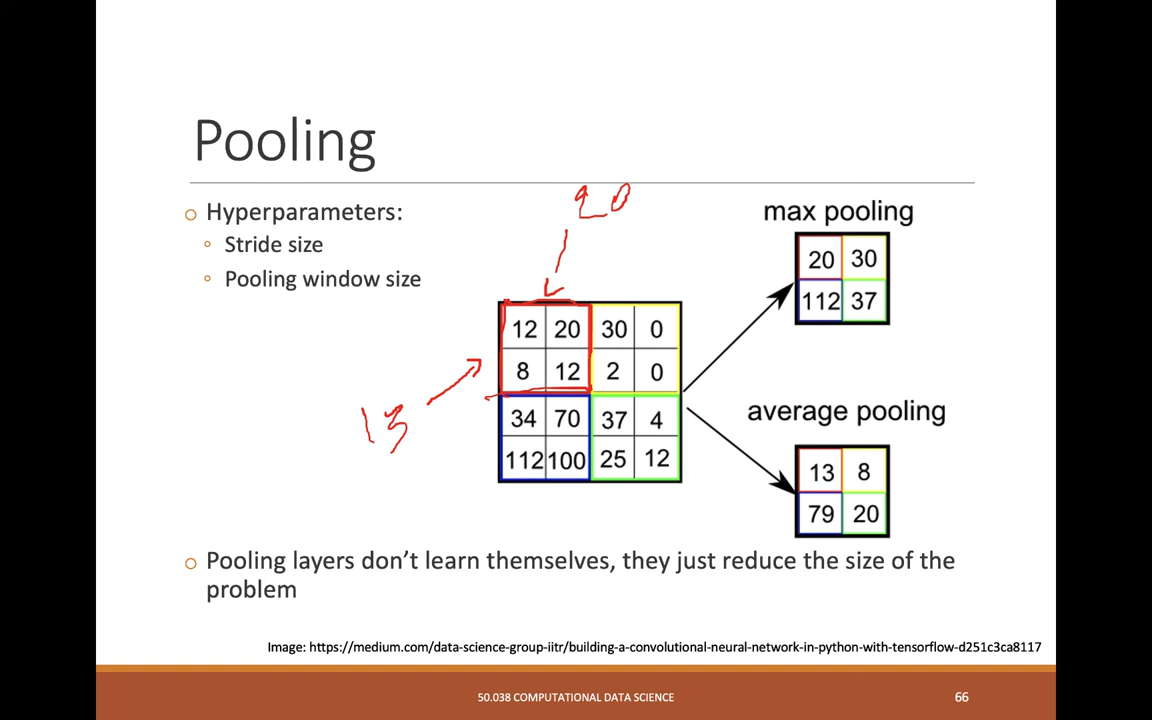 Pooling
Hyperparameters:
Stride size
Pooling window size
20
13
12 20 30 0
8 12 2 0
34 70 37 4
112 100 25 12
max pooling
20 30
112 37
average pooling
13 8
79 20
Pooling layers don’t learn themselves, they just reduce the size of the
problem
Image: https://medium.com/data-science-group-iitr/building-a-convolutional-neural-network-in-python-with-tensorflow-d251c3ca8117
50.038 COMPUTATIONAL DATA SCIENCE
66